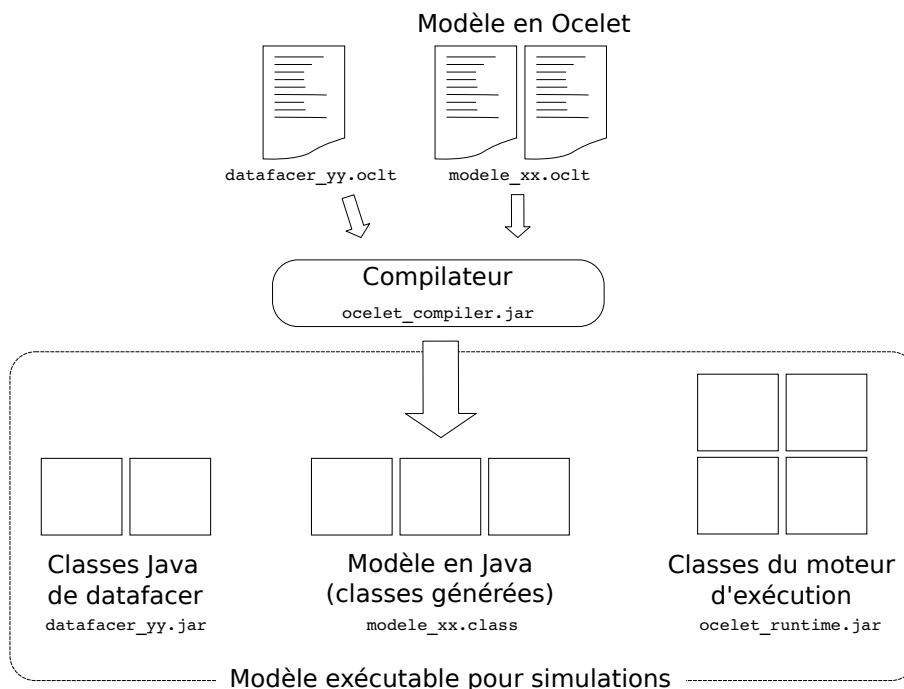 Modèle en Ocelet
datafacer_yy.oclt
modele_xx.oclt
Compilateur
ocelet_compiler.jar
Classes Java
de datafacer
datafacer_yy.jar
Modèle en Java
(classes générées)
modele_xx.class
Classes du moteur
d'exécution
ocelet_runtime.jar
Modèle exécutable pour simulations